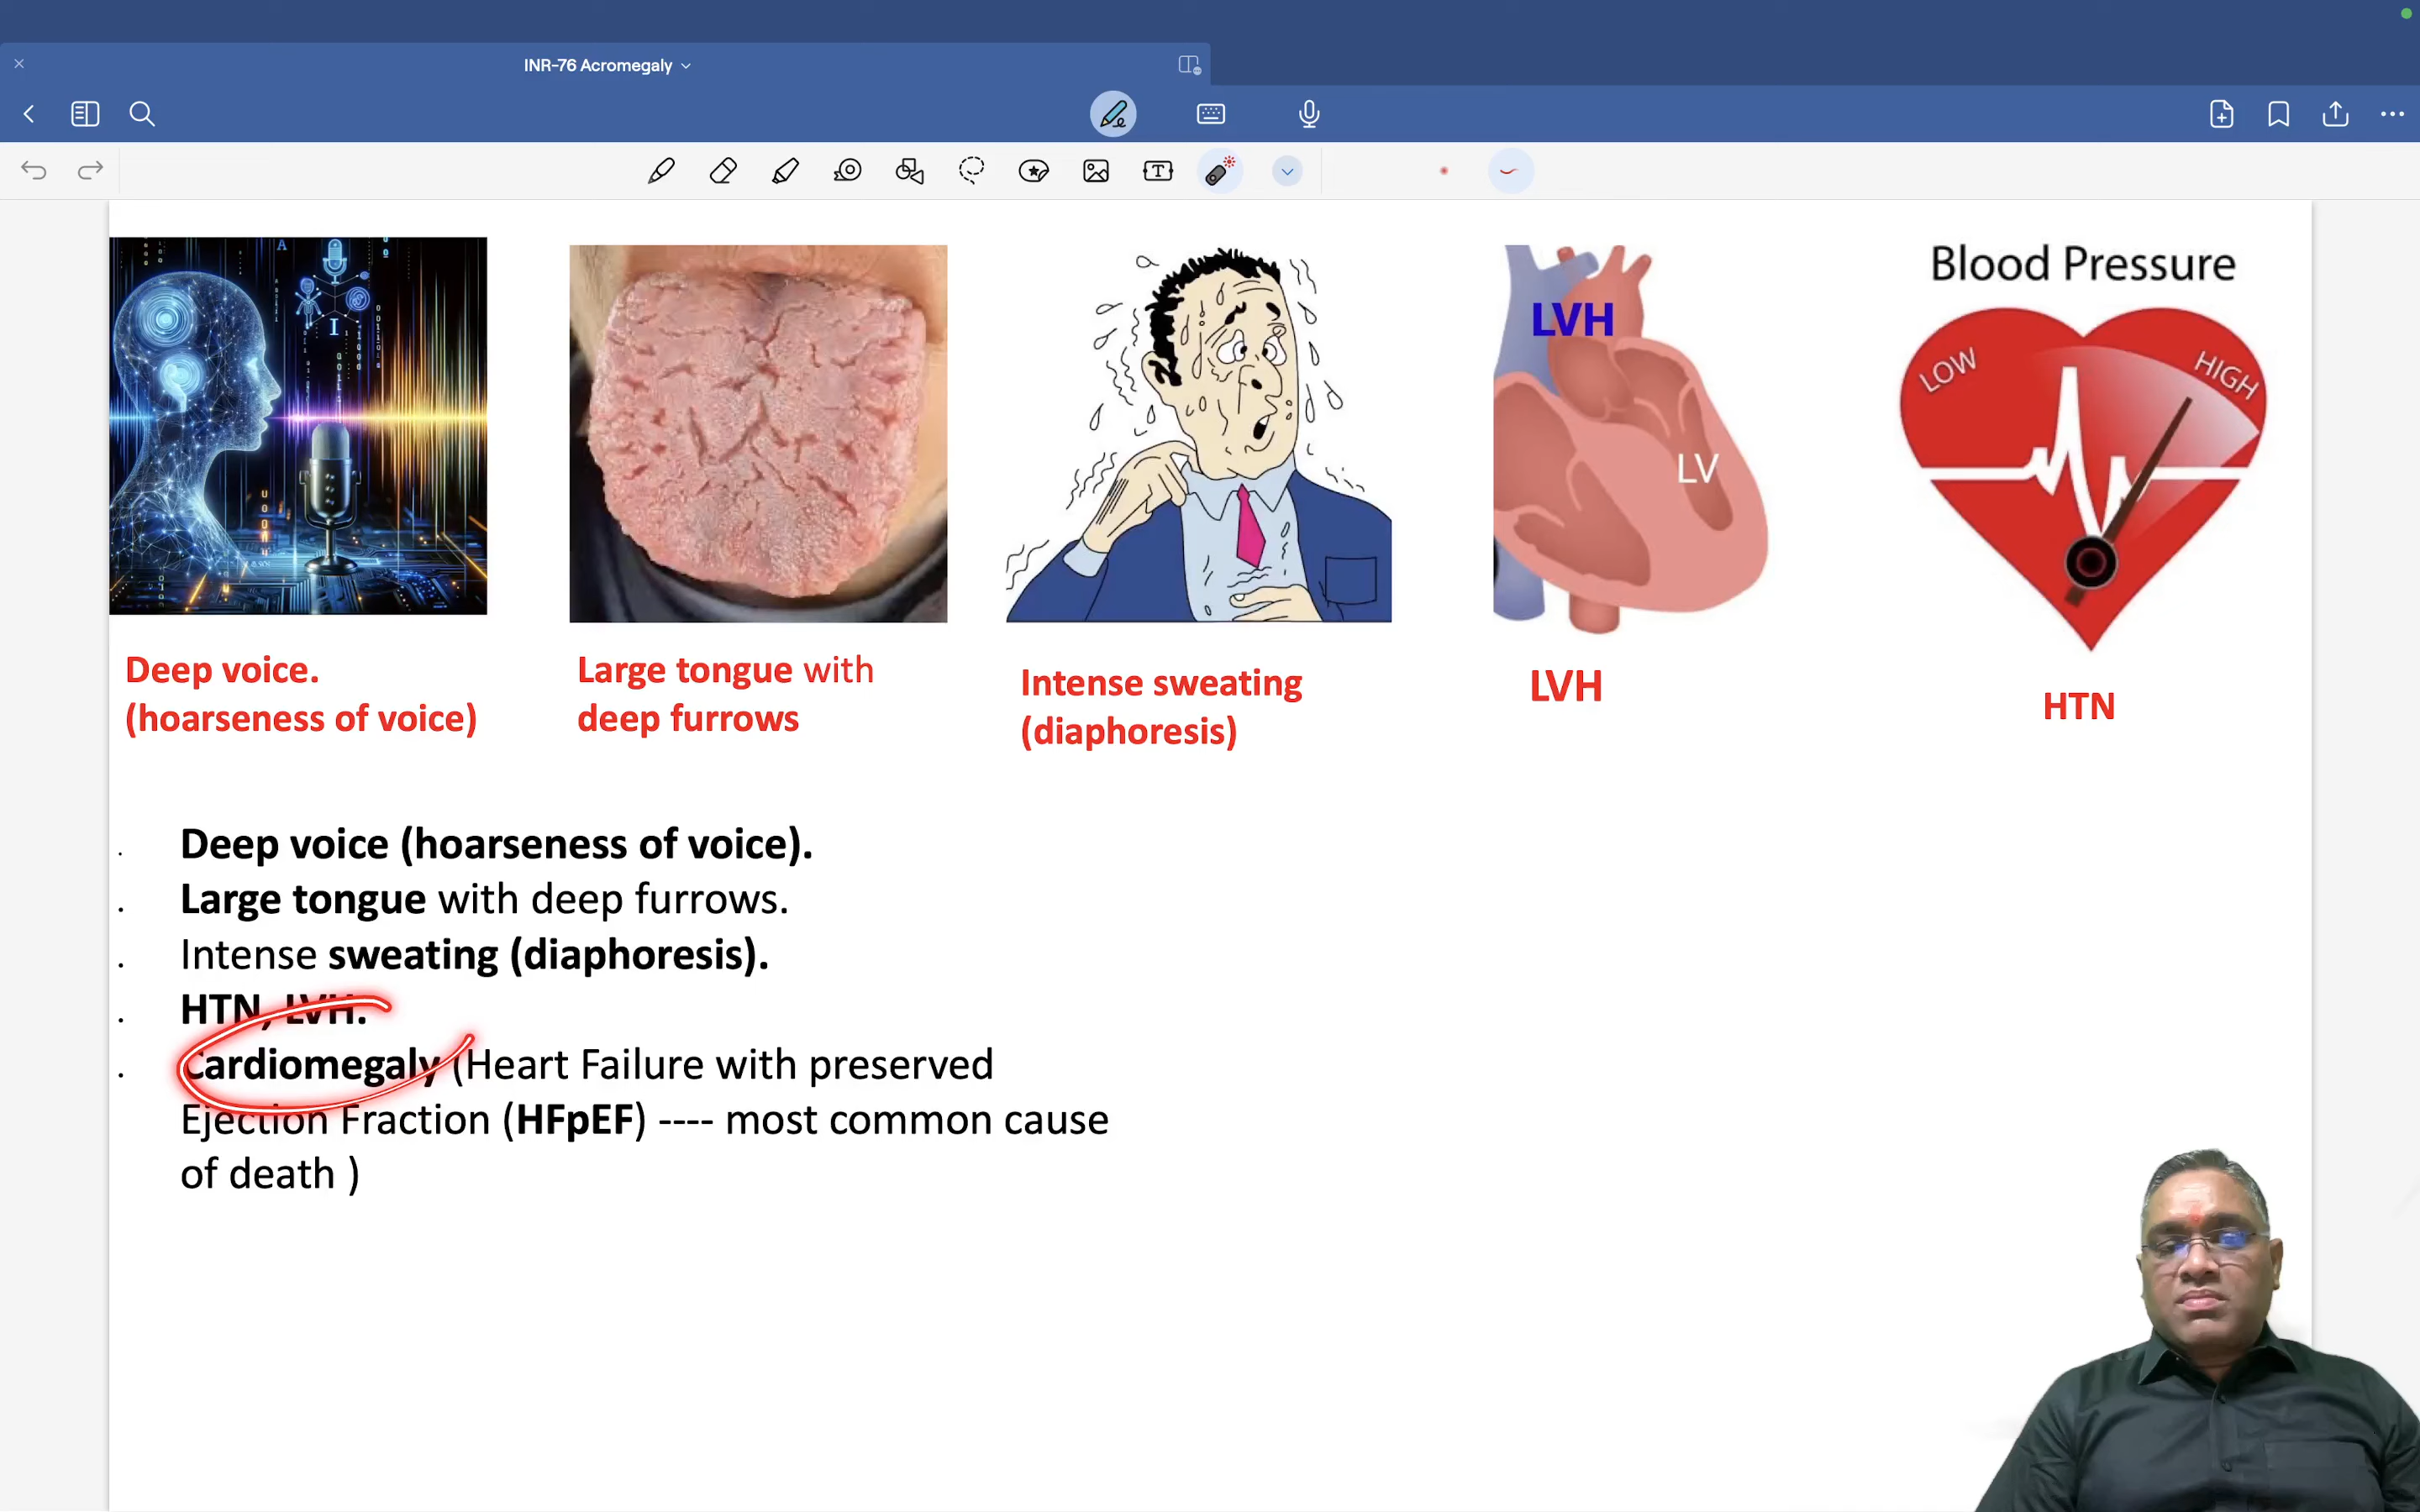 INR-76 Acromegaly
LVH
LV
Blood Pressure
LOW
HIGH
Deep voice.
(hoarseness of voice)
Large tongue with
deep furrows
Intense sweating
(diaphoresis)
LVH
HTN
. Deep voice (hoarseness of voice).
. Large tongue with deep furrows.
. Intense sweating (diaphoresis).
. HTN, LVH.
. Cardiomegaly (Heart Failure with preserved
Ejection Fraction (HFpEF) ---- most common cause
of death )